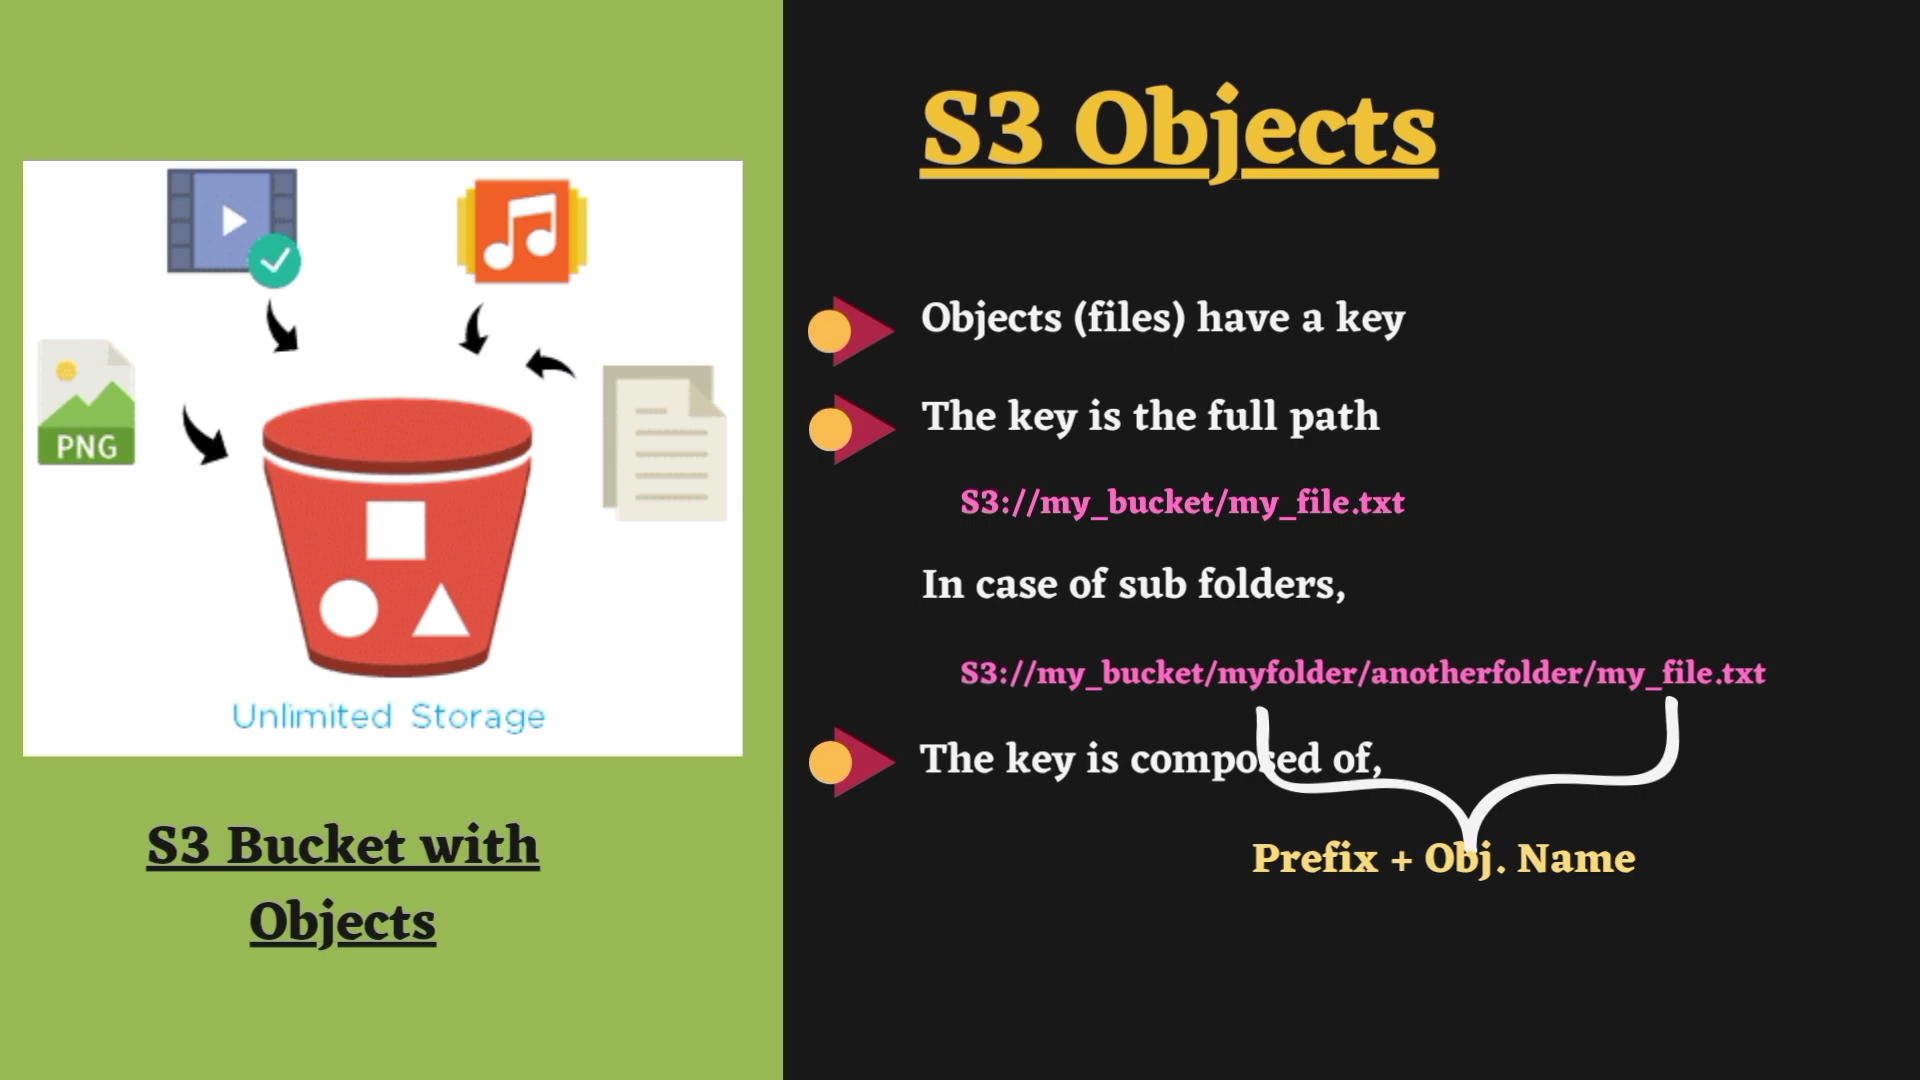 PNG
Unlimited Storage
S3 Bucket with
Objects
S3 Objects
Objects (files) have a key
The key is the full path
S3://my_bucket/my_file.txt
In case of sub folders,
S3://my_bucket/myfolder/anotherfolder/my_file.txt
The key is composed of,
Prefix + Obj. Name